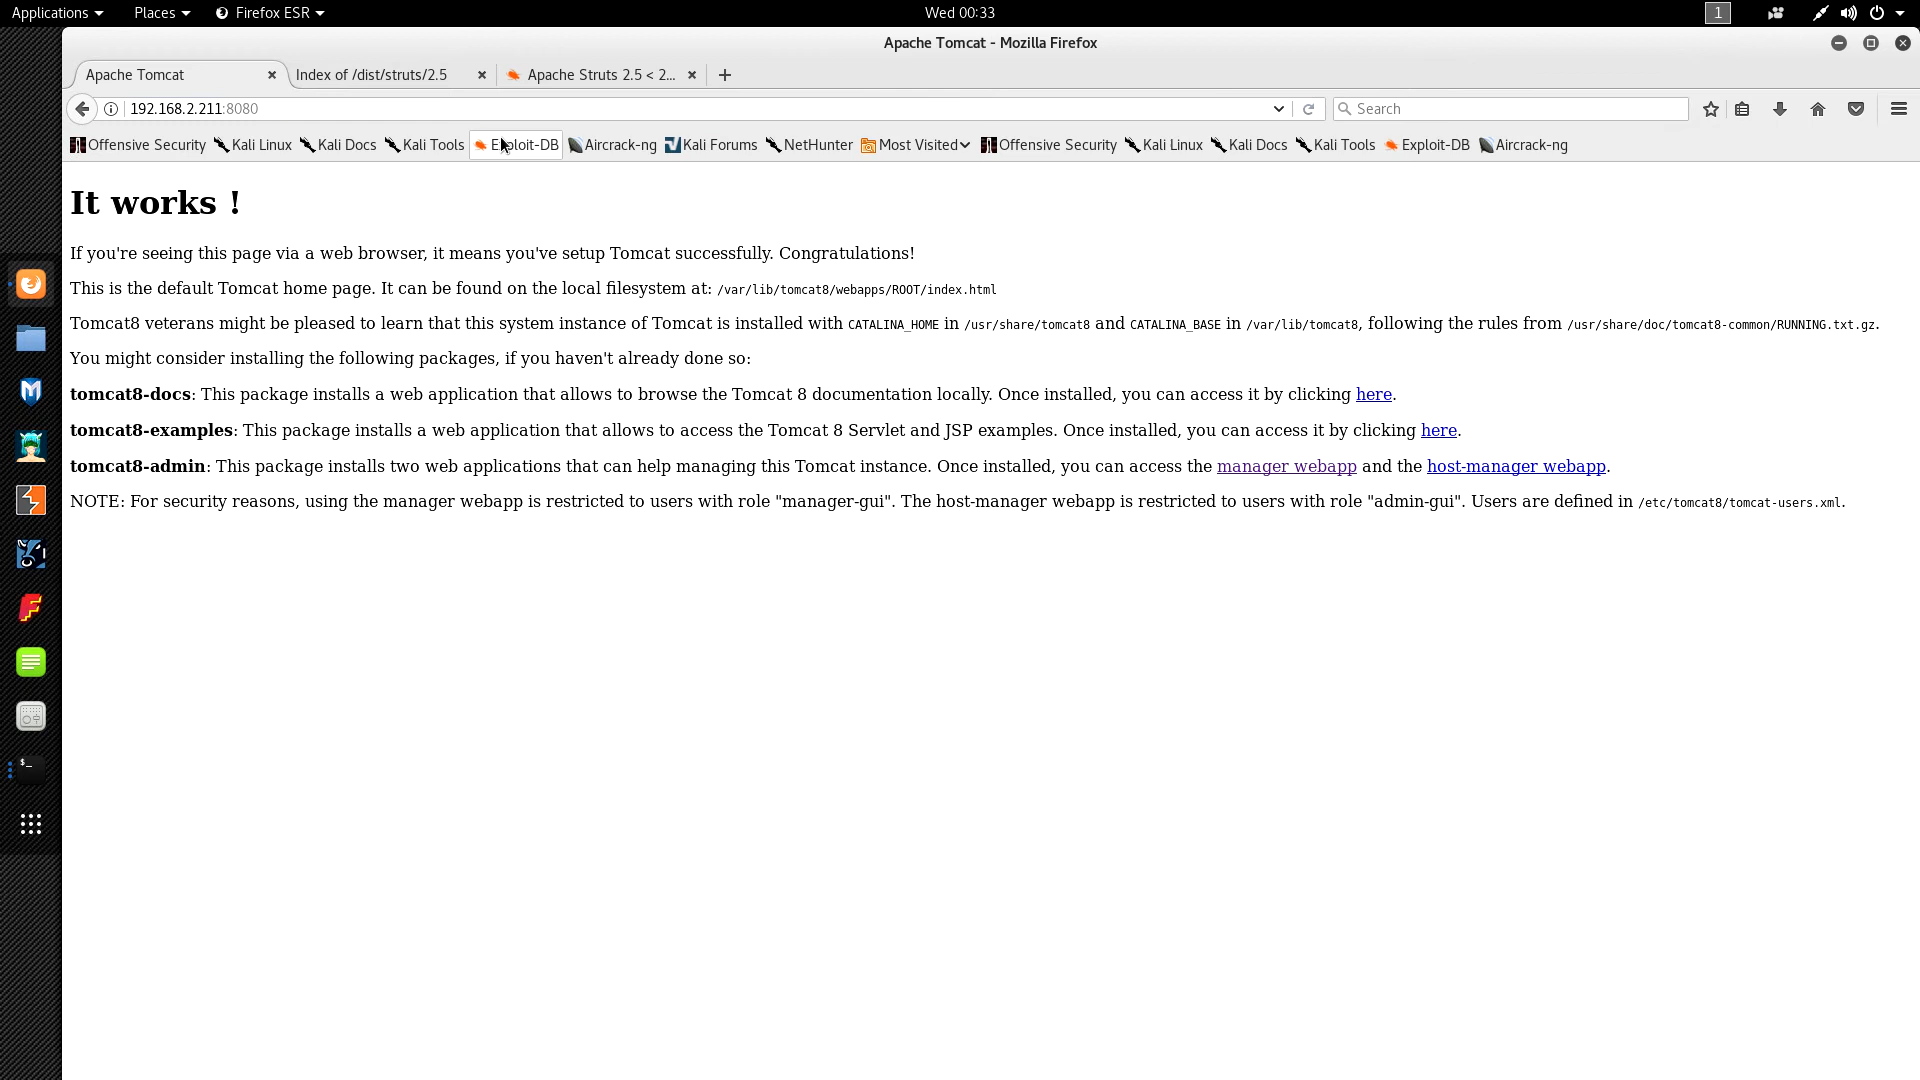 Applications Places Firefox ESR Wed 00:33 1
Apache Tomcat - Mozilla Firefox
Apache Tomcat Index of /dist/struts/2.5 Apache Struts 2.5 < 2...
192.168.2.211:8080 Search
Offensive Security Kali Linux Kali Docs Kali Tools Exploit-DB Aircrack-ng Kali Forums NetHunter Most Visited Offensive Security Kali Linux Kali Docs Kali Tools Exploit-DB Aircrack-ng
It works !
If you're seeing this page via a web browser, it means you've setup Tomcat successfully. Congratulations!
This is the default Tomcat home page. It can be found on the local filesystem at: /var/lib/tomcat8/webapps/ROOT/index.html
Tomcat8 veterans might be pleased to learn that this system instance of Tomcat is installed with CATALINA_HOME in /usr/share/tomcat8 and CATALINA_BASE in /var/lib/tomcat8, following the rules from /usr/share/doc/tomcat8-common/RUNNING.txt.gz.
You might consider installing the following packages, if you haven't already done so:
tomcat8-docs: This package installs a web application that allows to browse the Tomcat 8 documentation locally. Once installed, you can access it by clicking here.
tomcat8-examples: This package installs a web application that allows to access the Tomcat 8 Servlet and JSP examples. Once installed, you can access it by clicking here.
tomcat8-admin: This package installs two web applications that can help managing this Tomcat instance. Once installed, you can access the manager webapp and the host-manager webapp.
NOTE: For security reasons, using the manager webapp is restricted to users with role "manager-gui". The host-manager webapp is restricted to users with role "admin-gui". Users are defined in /etc/tomcat8/tomcat-users.xml.
$_